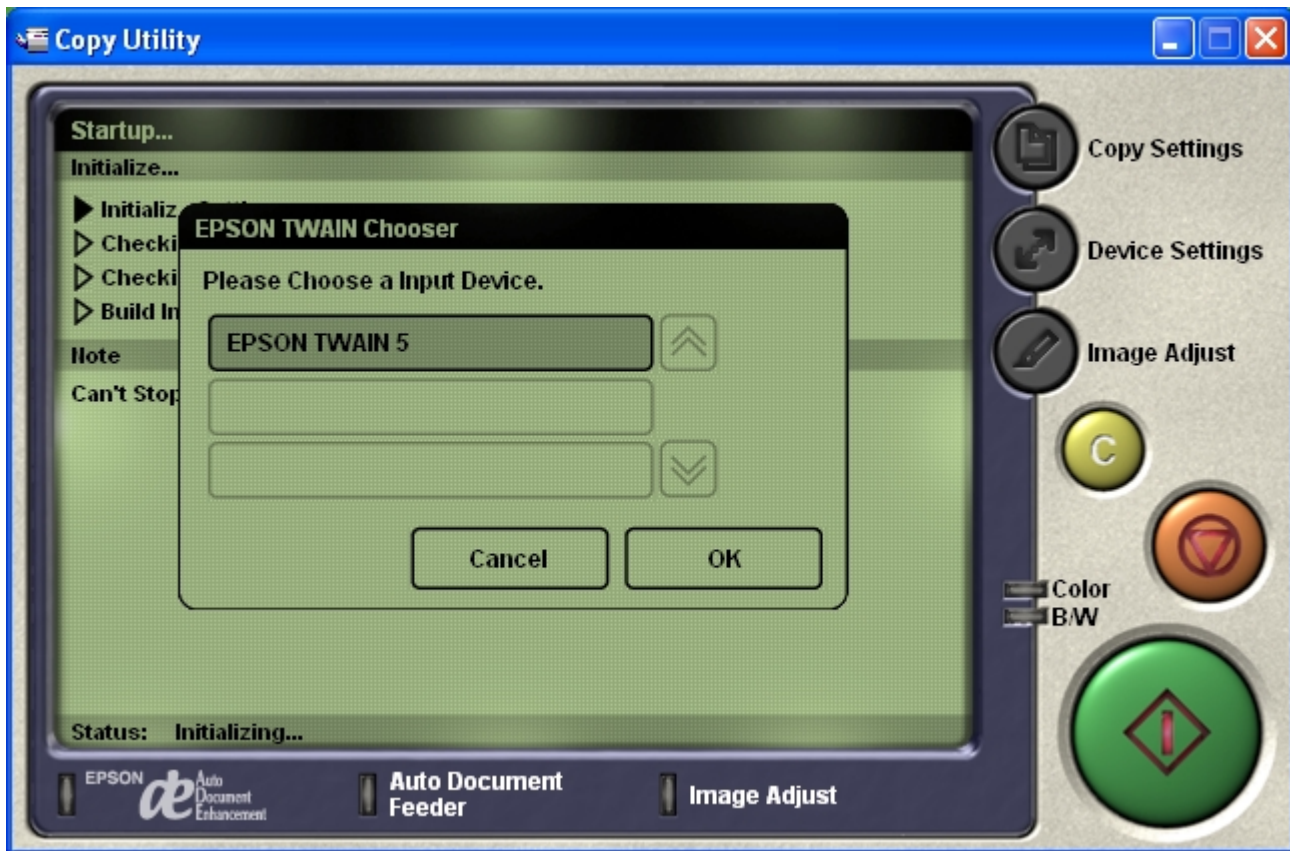 Copy Utility
Startup...
Initialize...
Initializ
Checki
Checki
Build In
Note
Can't Stop
EPSON TWAIN Chooser
Please Choose a Input Device.
EPSON TWAIN 5
Cancel
OK
Status: Initializing...
Copy Settings
Device Settings
Image Adjust
C
Color
B/W
EPSON
Auto
Document
Enhancement
Auto Document
Feeder
Image Adjust